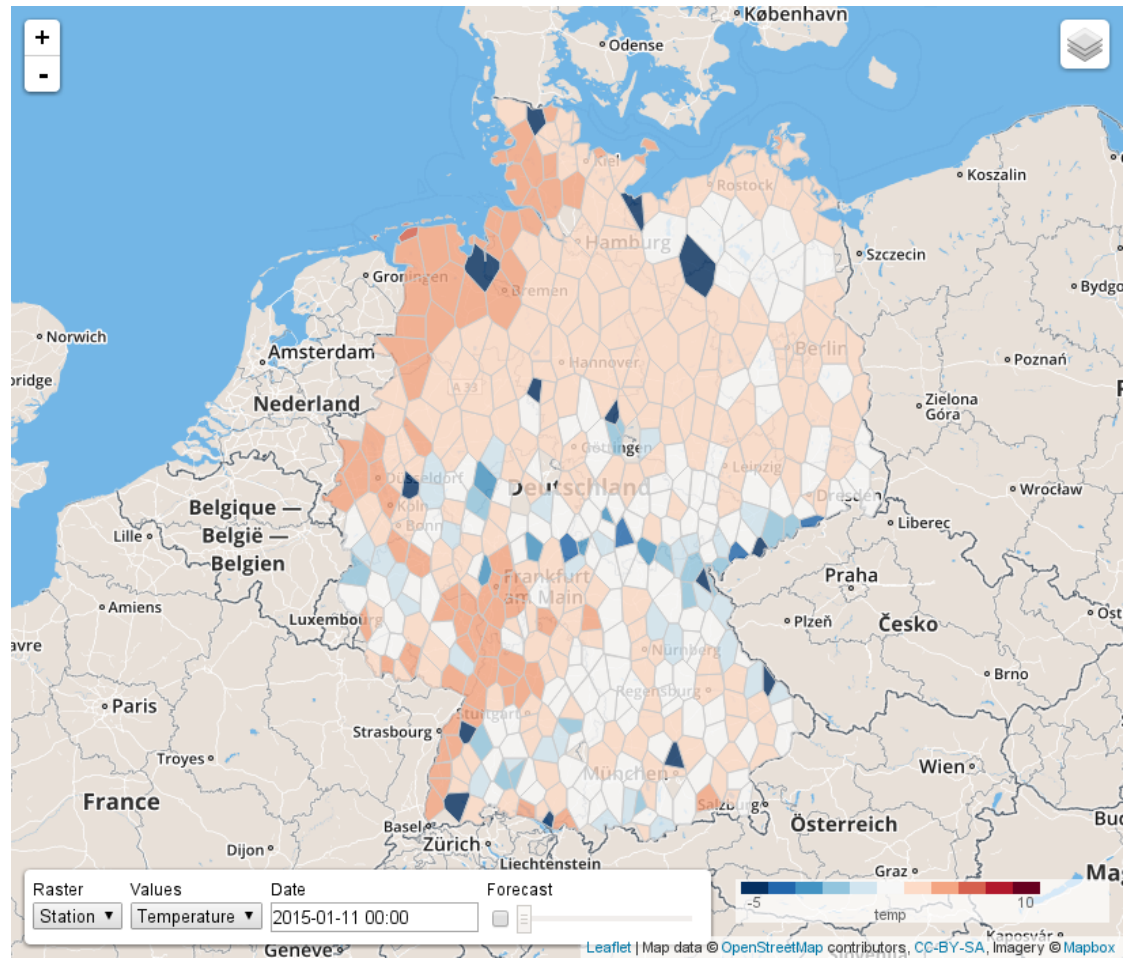 København
+
Odense
-
Kiel
Koszalin
Rostock
Hamburg
Szczecin
Groningen
Bremen
Norwich
Amsterdam
Hannover
Berlin
Poznań
bridge
A 33
Nederland
Zielona
Góra
Göttingen
Leipzig
Düsseldorf
Deutschland
Dresden
Wrocław
Belgique —
België —
Belgien
Köln
Bonn
Lille
Liberec
Frankfurt
am Main
Praha
Amiens
Luxembourg
Plzeň
Česko
Nürnberg
Brno
Regensburg
Paris
Stuttgart
Strasbourg
Troyes
München
Wien
France
Salzburg
Basel
Österreich
Zürich
Dijon
Liechtenstein
Graz
Raster
Values
Date
Forecast
Station ▼
Temperature ▼
2015-01-11 00:00
-5
10
temp
Genève
Kaposvár
Leaflet | Map data © OpenStreetMap contributors, CC-BY-SA, Imagery © Mapbox